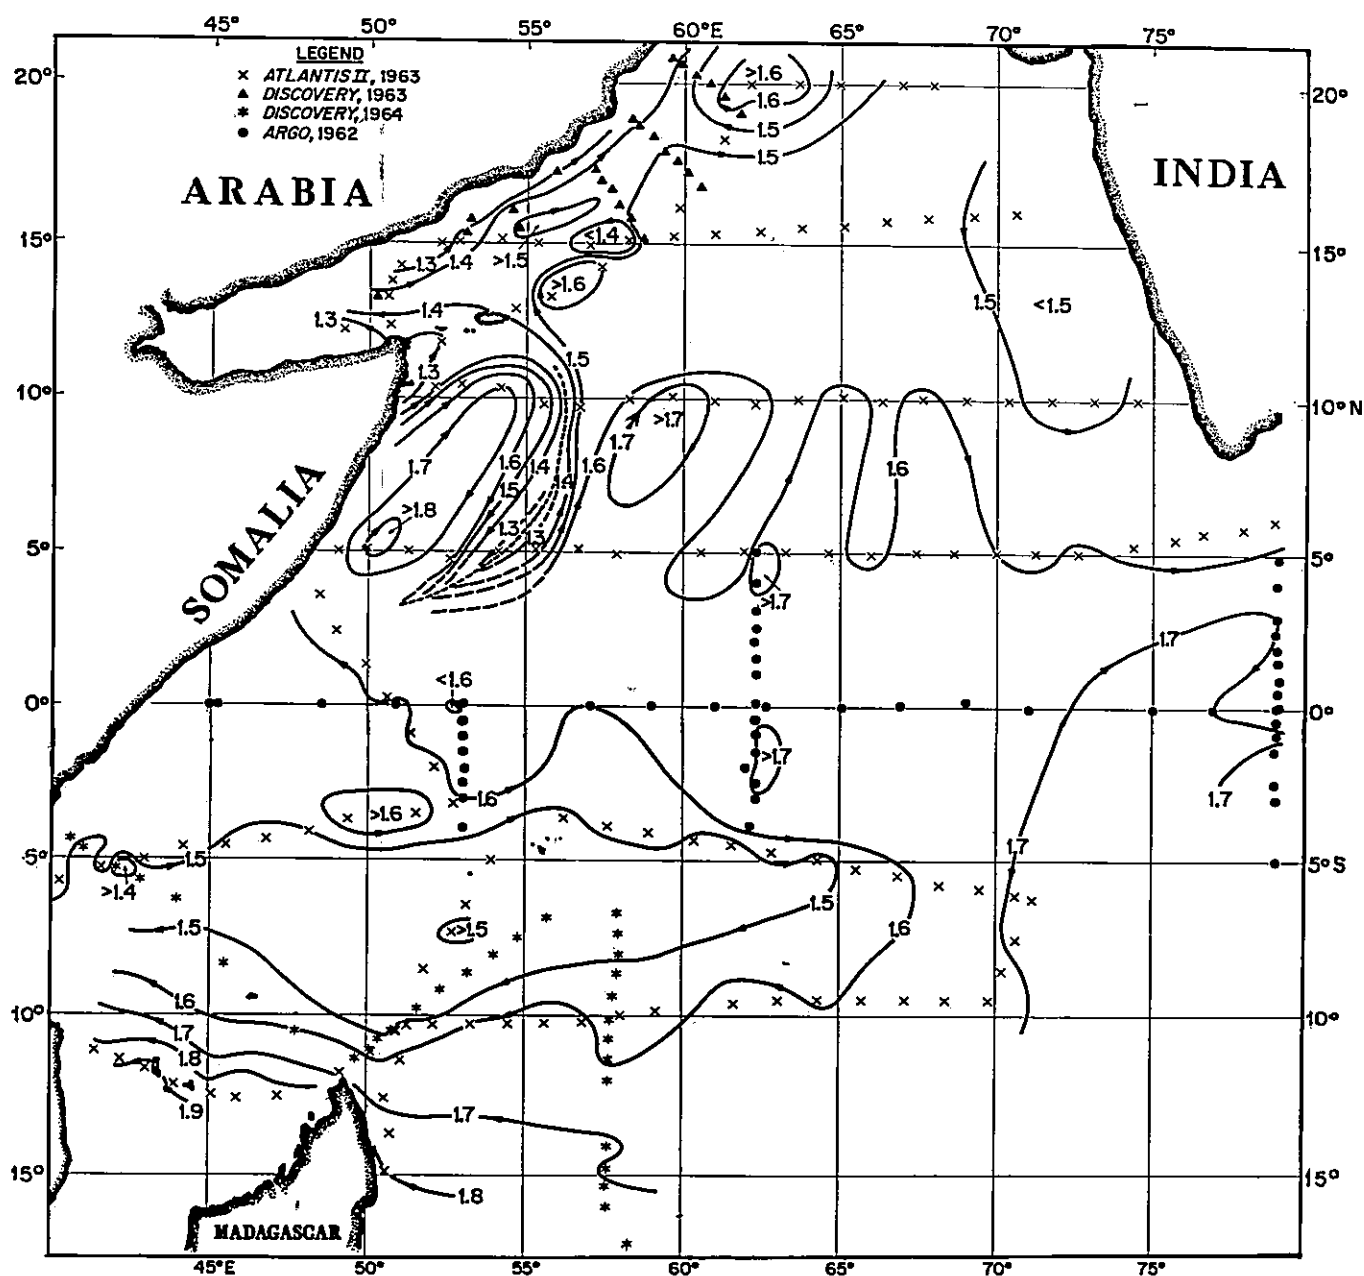 45° 50° 55° 60°E 65° 70° 75°
LEGEND
× ATLANTIS II, 1963
▲ DISCOVERY, 1963
* DISCOVERY, 1964
● ARGO, 1962
20° 20°
>1.6
1.6
1.5
1.5
ARABIA
INDIA
15° 15°
<1.4
1.3 1.4 >1.5
>1.6
1.5 <1.5
1.3 1.4
1.5
1.3
10° 10°N
>1.7
1.7
1.7 1.6 1.4 1.6 1.6
1.5 1.4
>1.8
1.3 1.3
SOMALIA
5° 5°
>1.7
1.7
<1.6
0° 0°
>1.7
1.6 1.7
>1.6
1.7
5° 1.5 5°S
>1.4
1.5
1.5 >1.5 1.6
1.6
10° 10°
1.7
1.8
1.9
1.7
15° 15°
1.8
MADAGASCAR
45°E 50° 55° 60° 65° 70° 75°